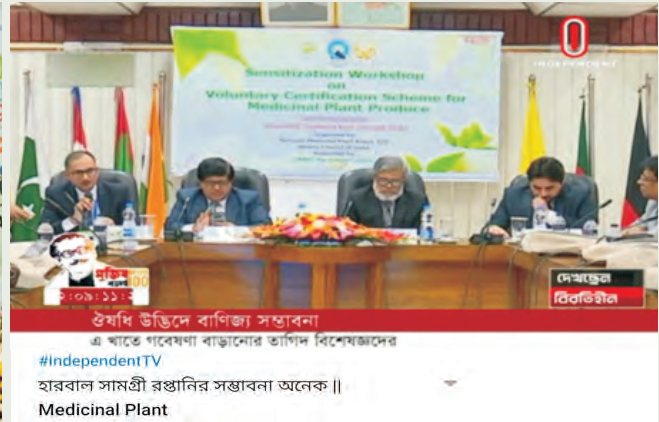 INDEPENDENT
Sensitization Workshop
on
Voluntary Certification Scheme for
Medicinal Plant Produce
100
দেখছেন
বিরতিহীন
ঔষধি উদ্ভিদে বাণিজ্য সম্ভাবনা
এ খাতে গবেষণা বাড়ানোর তাগিদ বিশেষজ্ঞদের
#IndependentTV
হারবাল সামগ্রী রপ্তানির সম্ভাবনা অনেক ||
Medicinal Plant